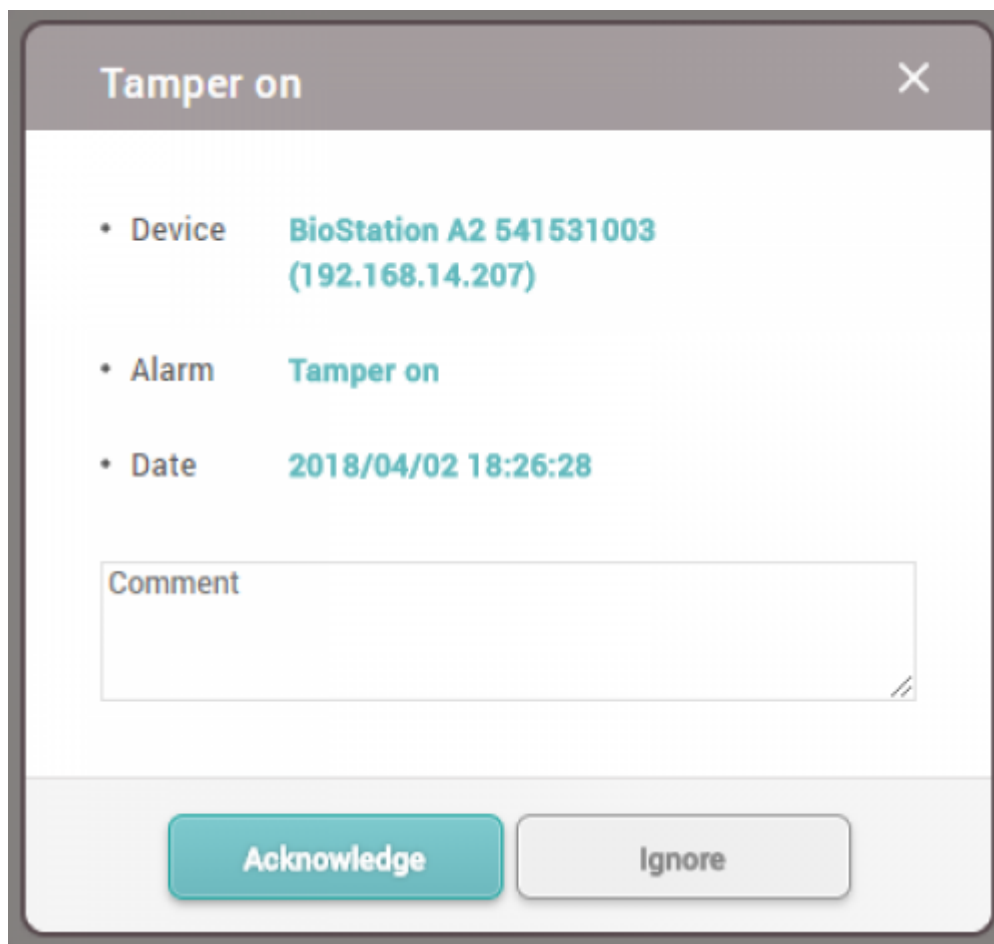 Tamper on
• Device BioStation A2 541531003
(192.168.14.207)
• Alarm Tamper on
• Date 2018/04/02 18:26:28
Comment
Acknowledge Ignore